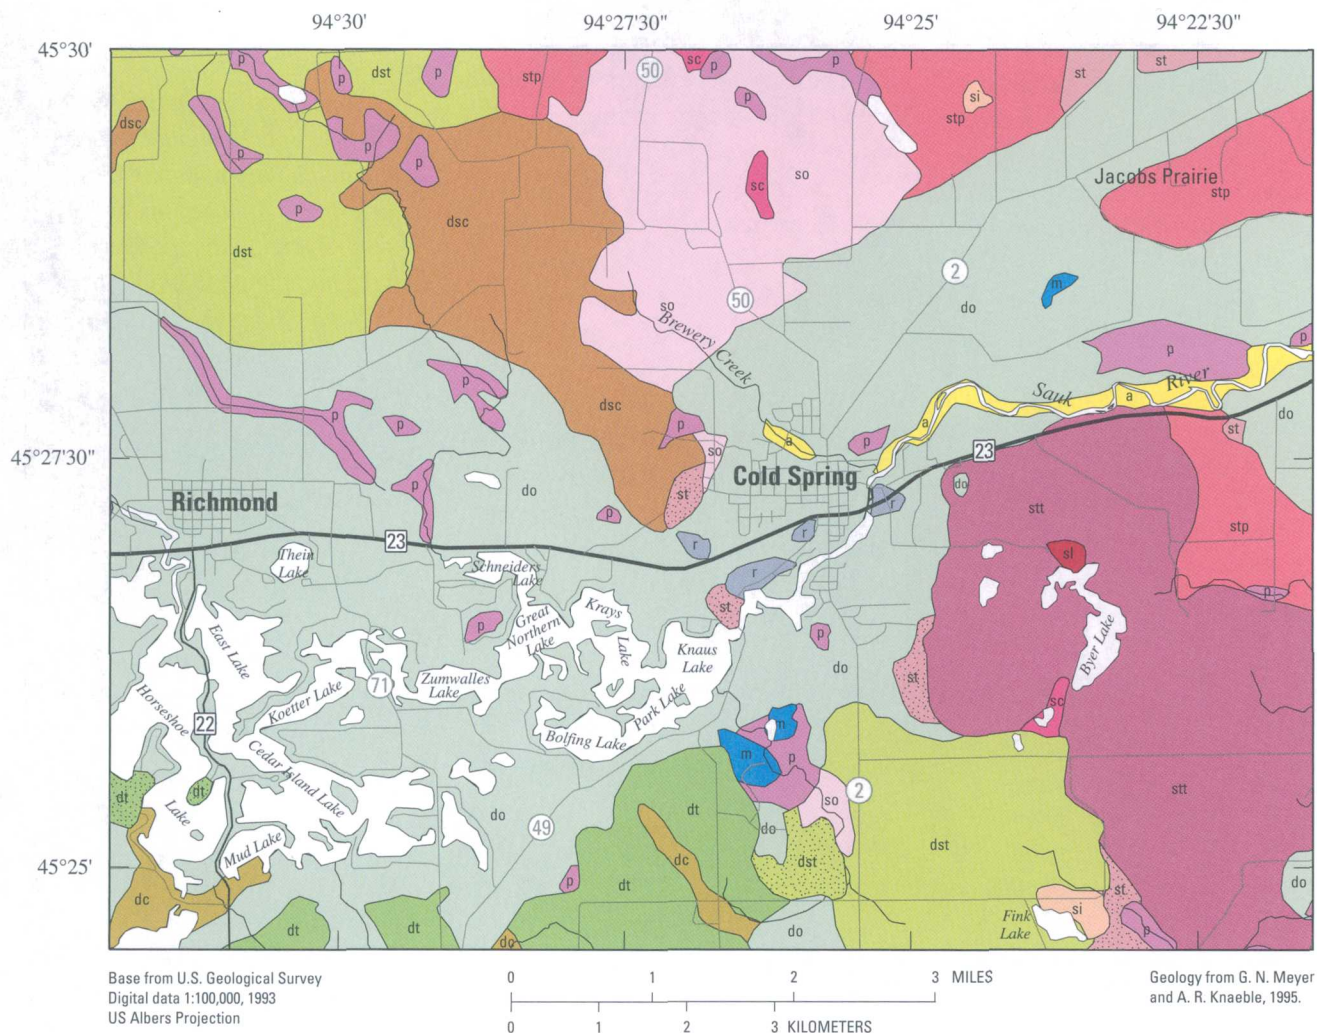 94°30' 94°27'30" 94°25' 94°22'30"
45°30'
p dst p stp 50 sc p p st st
dsc p p p si stp
p p sc so Jacobs Prairie
stp
p dsc
dst
2
m
so 50 do
Brewery Creek
p p
p
Sauk River
a
dsc
p p p a do
st
45°27'30"
so a p 23
Cold Spring
p st do do
Richmond r stt
p stp
23 r r
Thein
Lake
Schneiders
Lake
sl
r
p
st
Krays
Lake
Great
Northern
Lake
p p
East Lake
Knaus
Lake
Byer Lake
do
71
Zumwalles
Lake
st
Horseshoe
Lake
Koetter Lake
Park Lake
sc
22
Bolfing Lake
m
Cedar Island Lake
m p
dt dt so 2 stt
do dt
49 do
dst
Mud Lake
dc dst
45°25'
p dt st do
dc
si
Fink
Lake
dt dt do p
dc
Base from U.S. Geological Survey
Digital data 1:100,000, 1993
US Albers Projection
0 1 2 3 MILES
0 1 2 3 KILOMETERS
Geology from G. N. Meyer
and A. R. Knaeble, 1995.